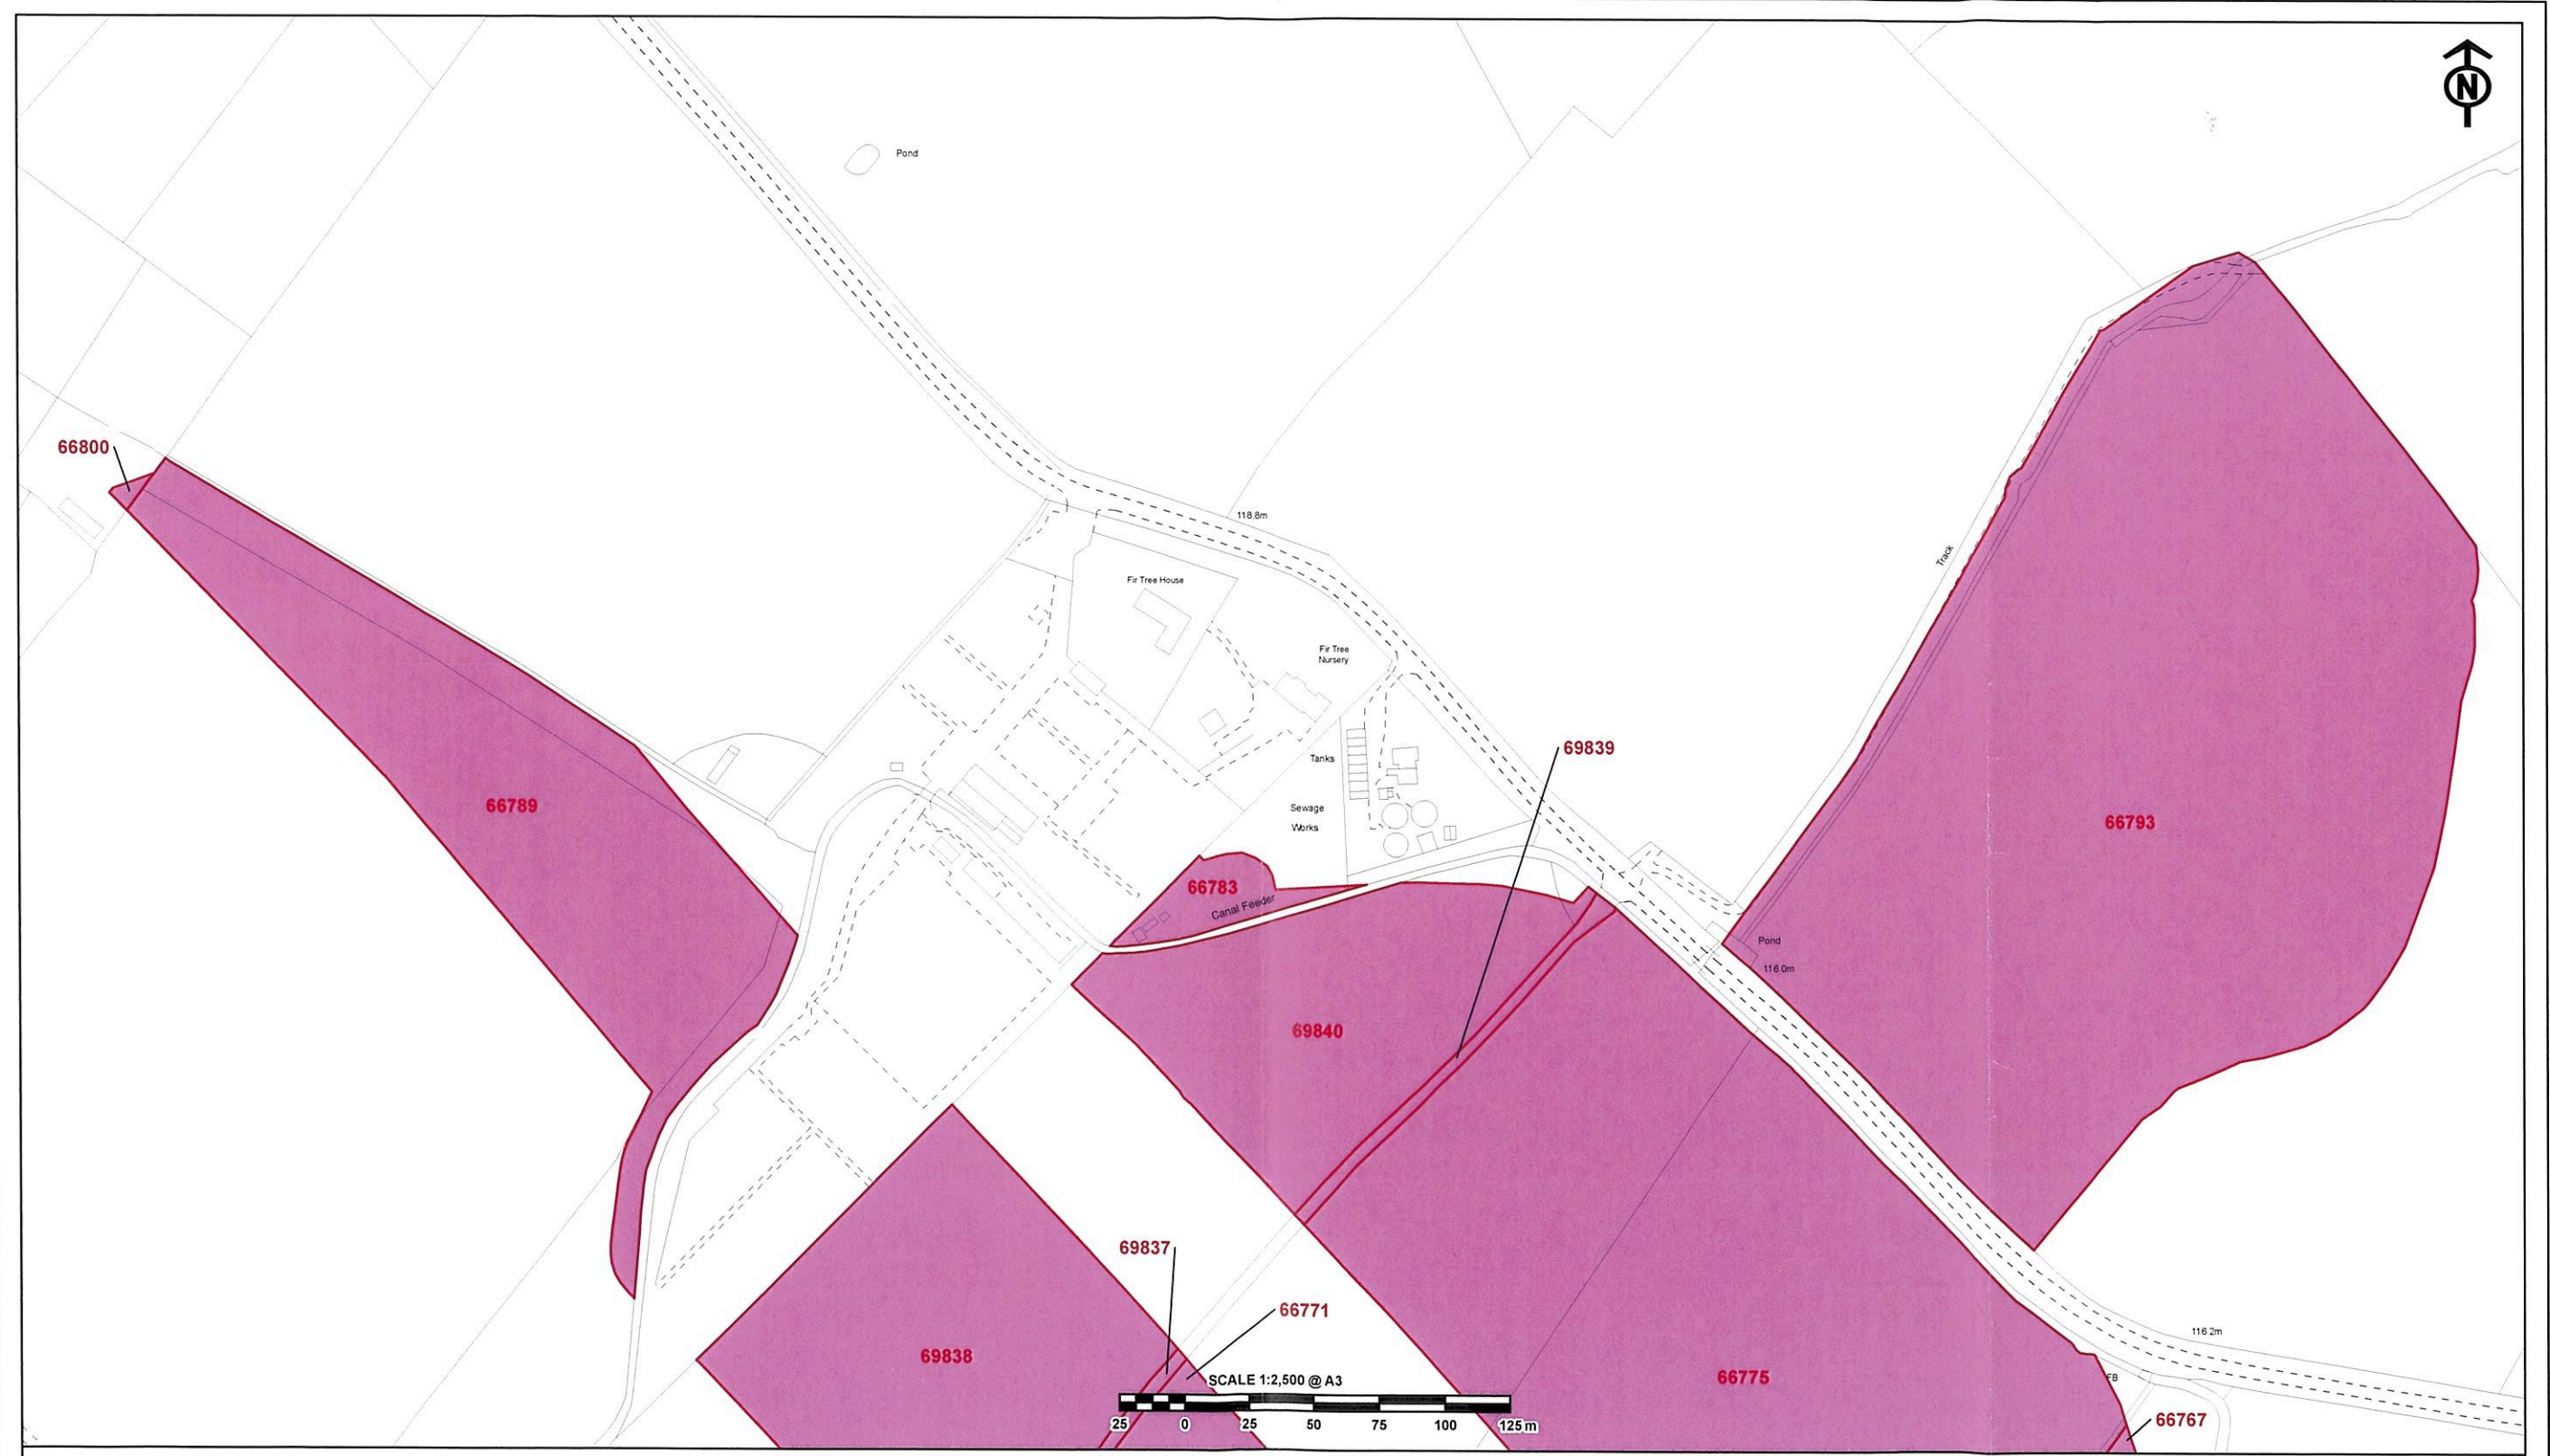 N
Pond
66800
118.8m
Fir Tree House
Track
Fir Tree
Nursery
69839
Tanks
66789
Sewage
Works
66793
66783
Canal Feeder
Pond
116.0m
69840
69837
66771
116.2m
69838
SCALE 1:2,500 @ A3
66775
FB
25 0 25 50 75 100 125 m
66767